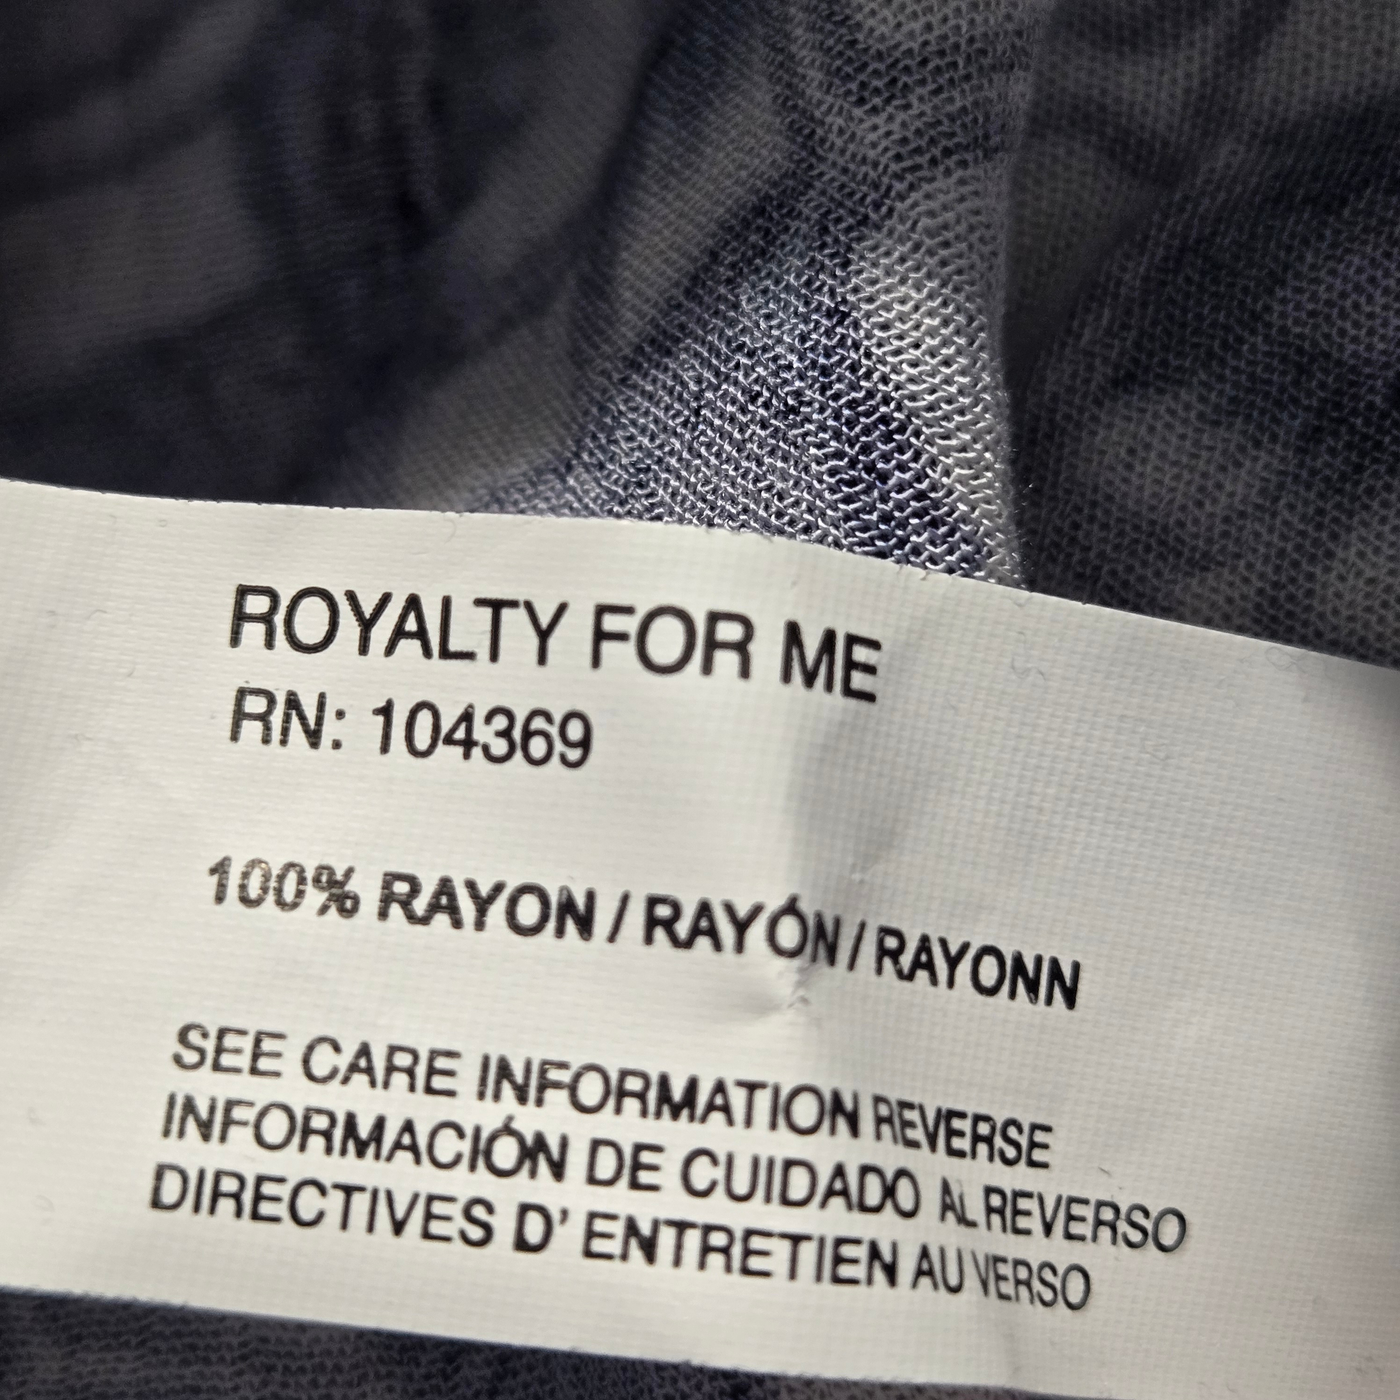 ROYALTY FOR ME
RN: 104369
100% RAYON / RAYÓN / RAYONN
SEE CARE INFORMATION REVERSE
INFORMACIÓN DE CUIDADO AL REVERSO
DIRECTIVES D' ENTRETIEN AU VERSO